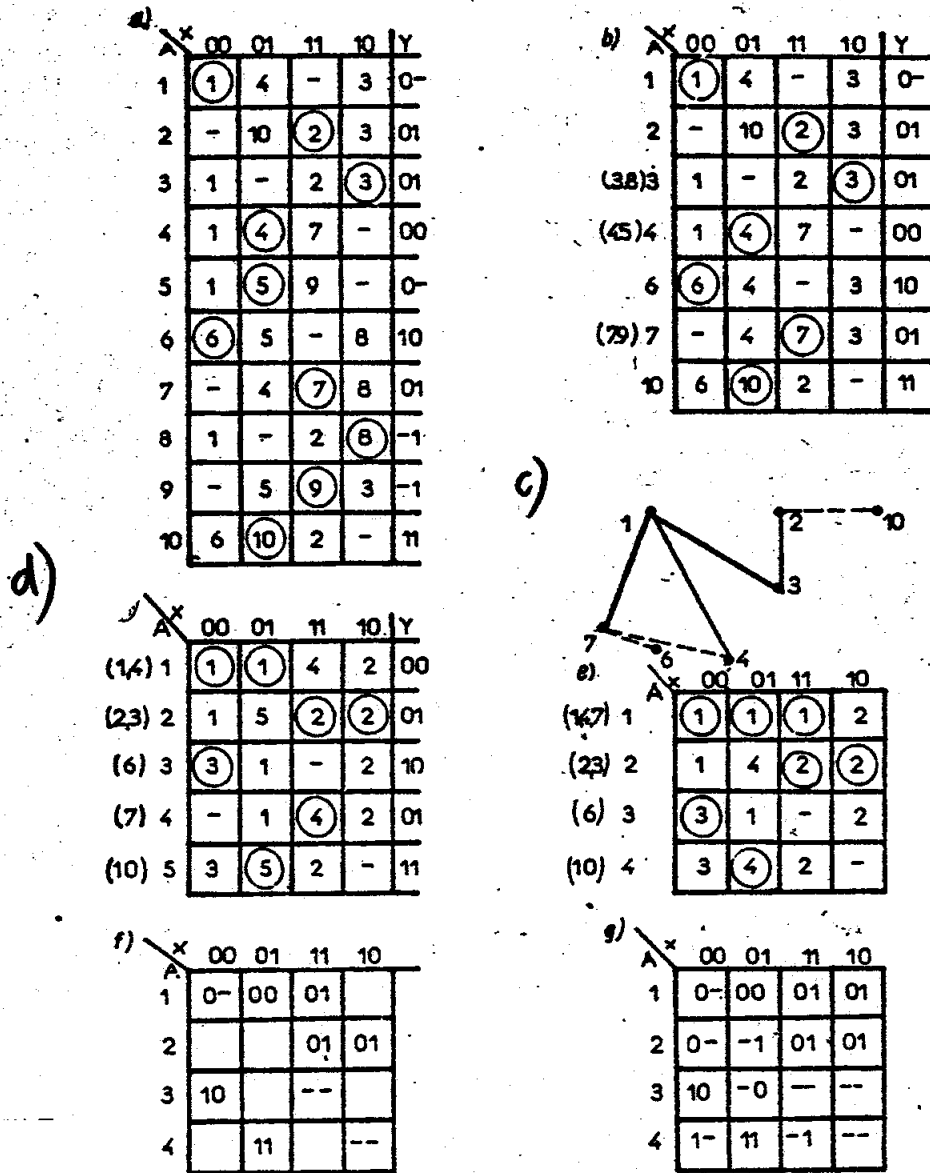 a)
A x 00 01 11 10 Y
1 1 4 - 3 0-
2 - 10 2 3 01
3 1 - 2 3 01
4 1 4 7 - 00
5 1 5 9 - 0-
6 6 5 - 8 10
7 - 4 7 8 01
8 1 - 2 8 -1
9 - 5 9 3 -1
10 6 10 2 - 11
b)
A x 00 01 11 10 Y
1 1 4 - 3 0-
2 - 10 2 3 01
(3.8) 3 1 - 2 3 01
(45) 4 1 4 7 - 00
6 6 4 - 3 10
(79) 7 - 4 7 3 01
10 6 10 2 - 11
c)
1 2 10
3
7 6 4
d)
A x 00 01 11 10 Y
(1,4) 1 1 1 4 2 00
(2,3) 2 1 5 2 2 01
(6) 3 3 1 - 2 10
(7) 4 - 1 4 2 01
(10) 5 3 5 2 - 11
e)
A x 00 01 11 10
(147) 1 1 1 1 2
(23) 2 1 4 2 2
(6) 3 3 1 - 2
(10) 4 3 4 2 -
f)
A x 00 01 11 10
1 0- 00 01
2 01 01
3 10 --
4 11 --
g)
A x 00 01 11 10
1 0- 00 01 01
2 0- -1 01 01
3 10 -0 -- --
4 1- 11 -1 --